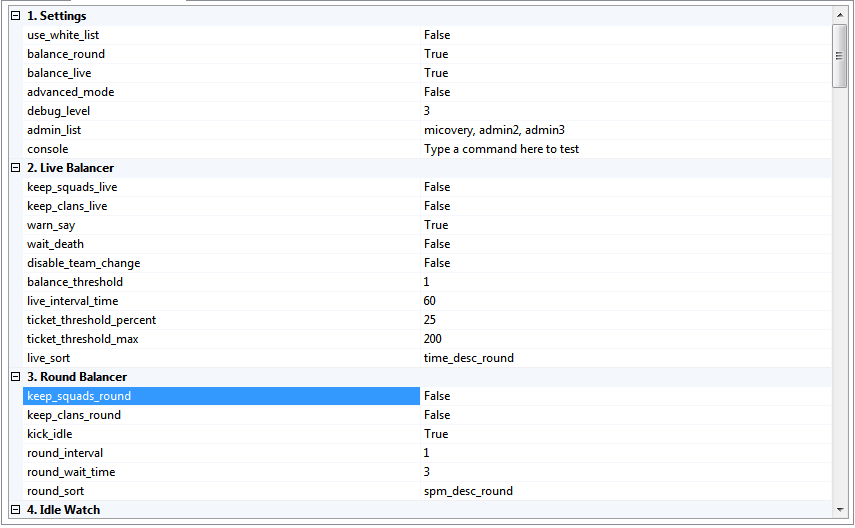 1. Settings
use_white_list False
balance_round True
balance_live True
advanced_mode False
debug_level 3
admin_list micovery, admin2, admin3
console Type a command here to test
2. Live Balancer
keep_squads_live False
keep_clans_live False
warn_say True
wait_death False
disable_team_change False
balance_threshold 1
live_interval_time 60
ticket_threshold_percent 25
ticket_threshold_max 200
live_sort time_desc_round
3. Round Balancer
keep_squads_round False
keep_clans_round False
kick_idle True
round_interval 1
round_wait_time 3
round_sort spm_desc_round
4. Idle Watch